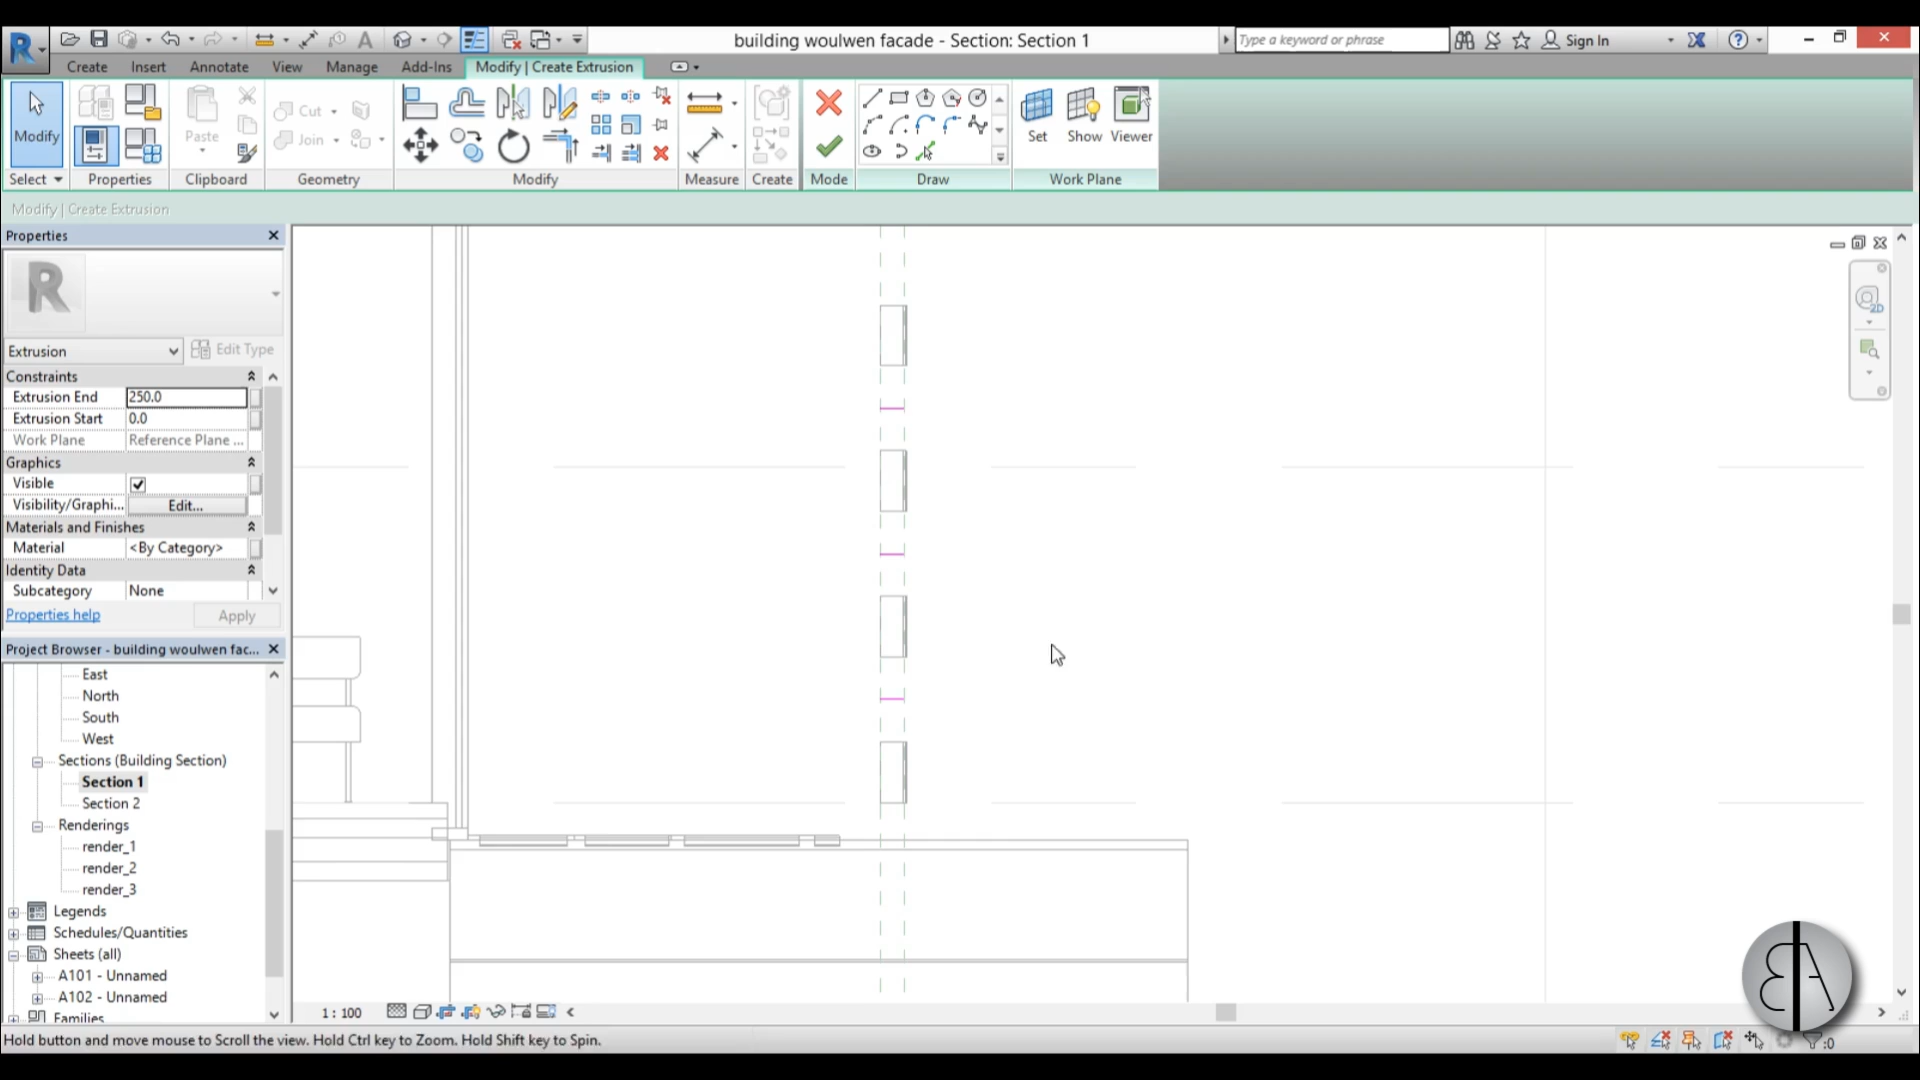 building woulwen facade - Section: Section 1
Type a keyword or phrase
Sign In
Create
Insert
Annotate
View
Manage
Add-Ins
Modify | Create Extrusion
Modify
Paste
Cut
Join
Set
Show
Viewer
Select
Properties
Clipboard
Geometry
Modify
Measure
Create
Mode
Draw
Work Plane
Modify | Create Extrusion
Properties
R
Extrusion
Edit Type
Constraints
Extrusion End 250.0
Extrusion Start 0.0
Work Plane Reference Plane ...
Graphics
Visible
Visibility/Graphi... Edit...
Materials and Finishes
Material <By Category>
Identity Data
Subcategory None
Properties help
Apply
Project Browser - building woulwen fac...
East
North
South
West
Sections (Building Section)
Section 1
Section 2
Renderings
render_1
render_2
render_3
Legends
Schedules/Quantities
Sheets (all)
A101 - Unnamed
A102 - Unnamed
Families
2D
1 : 100
Hold button and move mouse to Scroll the view. Hold Ctrl key to Zoom. Hold Shift key to Spin.
:0